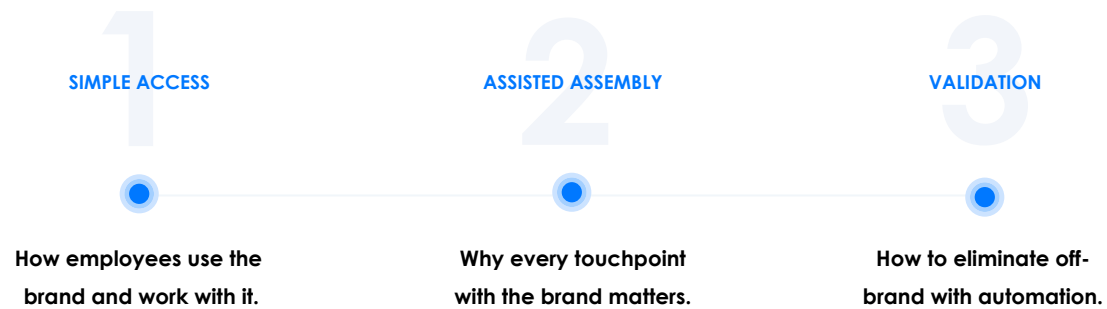 1
SIMPLE ACCESS
How employees use the
brand and work with it.
2
ASSISTED ASSEMBLY
Why every touchpoint
with the brand matters.
3
VALIDATION
How to eliminate off-
brand with automation.